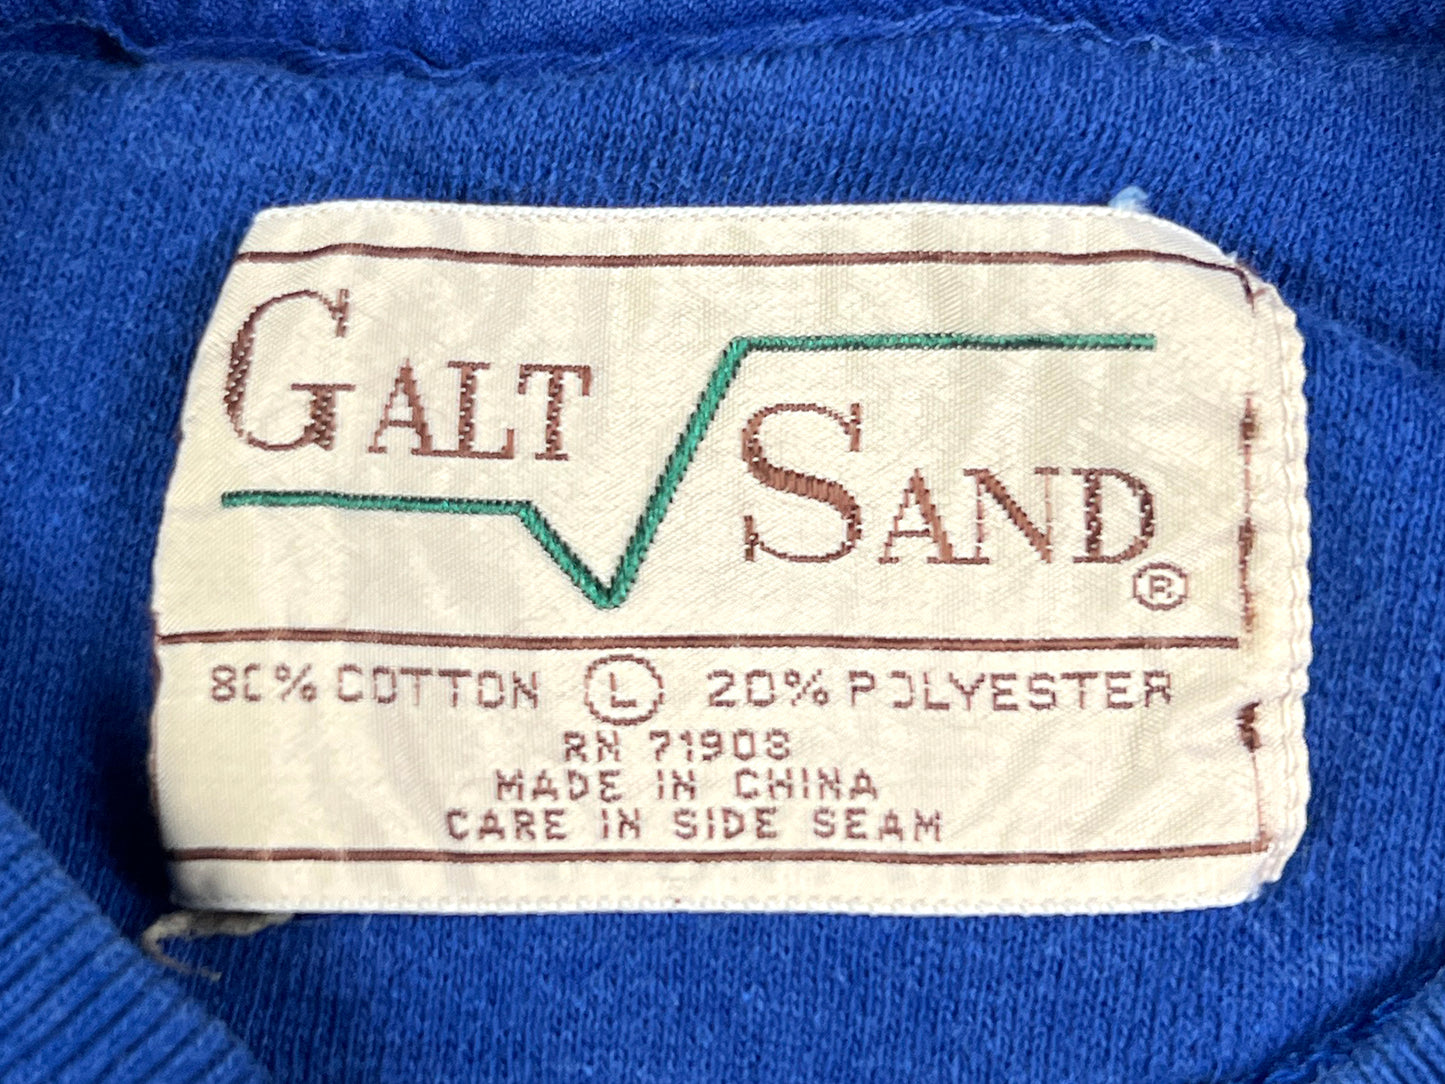 GALT
SAND®
80% COTTON Ⓛ 20% POLYESTER
RN 71908
MADE IN CHINA
CARE IN SIDE SEAM